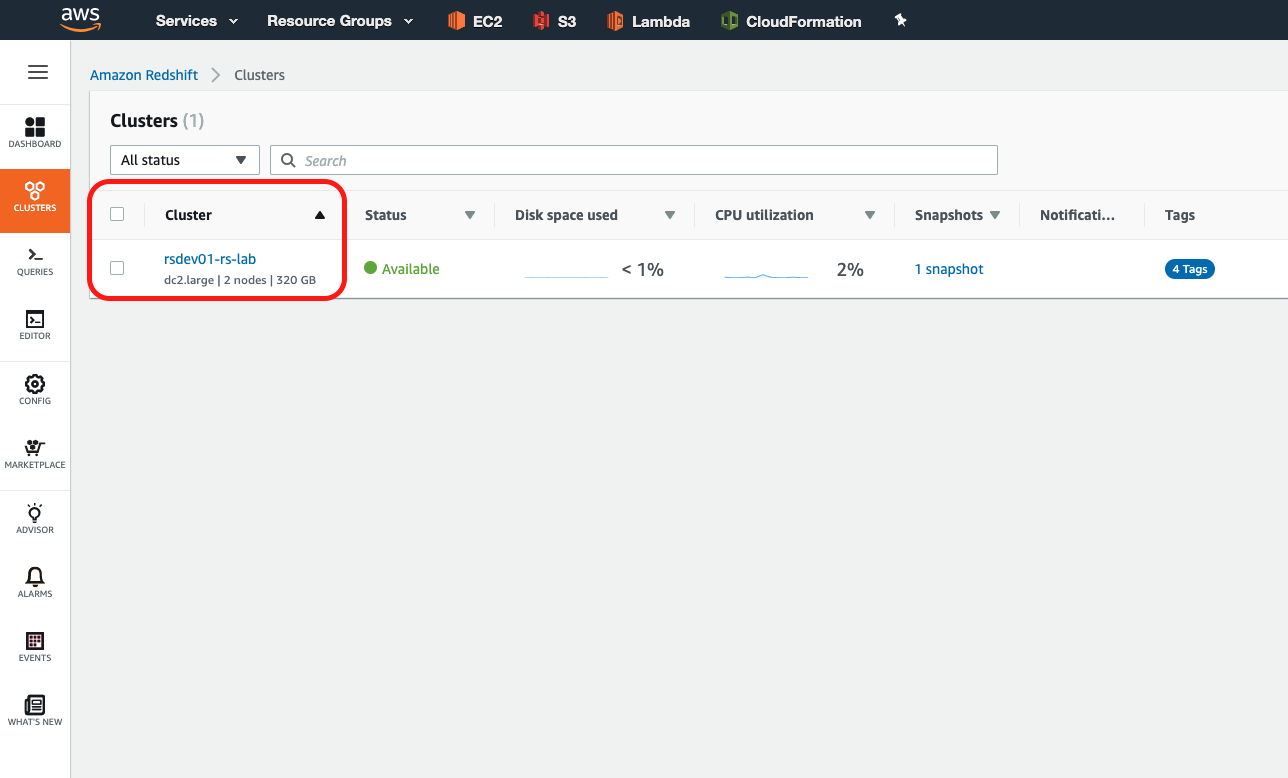 aws Services Resource Groups EC2 S3 Lambda CloudFormation
Amazon Redshift Clusters
Clusters (1)
All status Search
Cluster Status Disk space used CPU utilization Snapshots Notificati... Tags
rsdev01-rs-lab
dc2.large | 2 nodes | 320 GB
Available < 1% 2% 1 snapshot 4 Tags
DASHBOARD
CLUSTERS
QUERIES
EDITOR
CONFIG
MARKETPLACE
ADVISOR
ALARMS
EVENTS
WHAT'S NEW